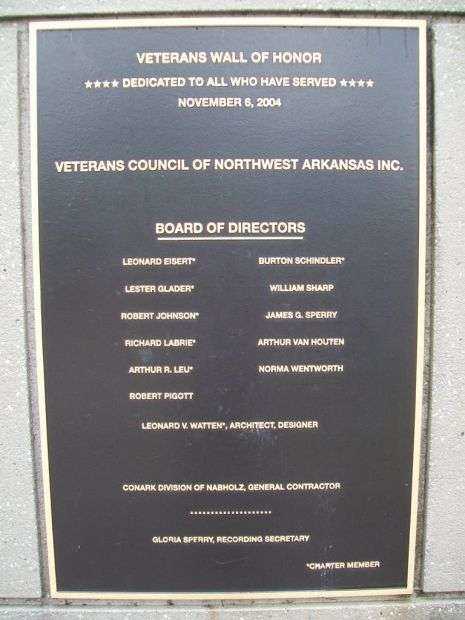 VETERANS WALL OF HONOR
★★★★ DEDICATED TO ALL WHO HAVE SERVED ★★★★
NOVEMBER 6, 2004
VETERANS COUNCIL OF NORTHWEST ARKANSAS INC.
BOARD OF DIRECTORS
LEONARD EISERT* BURTON SCHINDLER*
LESTER GLADER* WILLIAM SHARP
ROBERT JOHNSON* JAMES G. SPERRY
RICHARD LABRIE* ARTHUR VAN HOUTEN
ARTHUR R. LEU* NORMA WENTWORTH
ROBERT PIGOTT
LEONARD V. WATTEN*, ARCHITECT, DESIGNER
CONARK DIVISION OF NABHOLZ, GENERAL CONTRACTOR
********************
GLORIA SPERRY, RECORDING SECRETARY
*CHARTER MEMBER